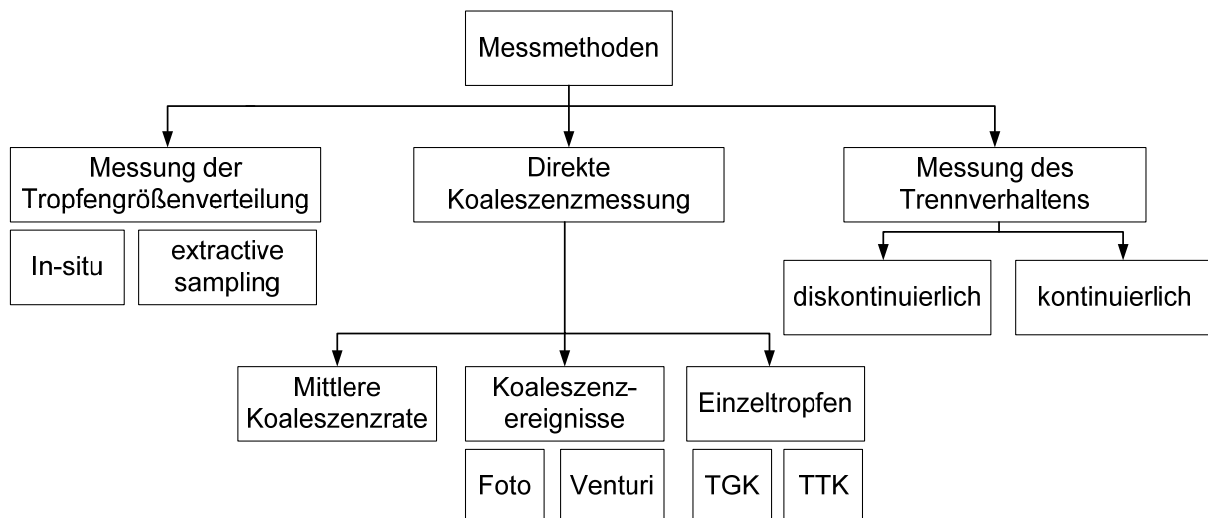 Messmethoden
Messung der
Tropfengrößenverteilung
Direkte
Koaleszenzmessung
Messung des
Trennverhaltens
In-situ
extractive
sampling
diskontinuierlich
kontinuierlich
Mittlere
Koaleszenzrate
Koaleszenz-
ereignisse
Einzeltropfen
Foto
Venturi
TGK
TTK